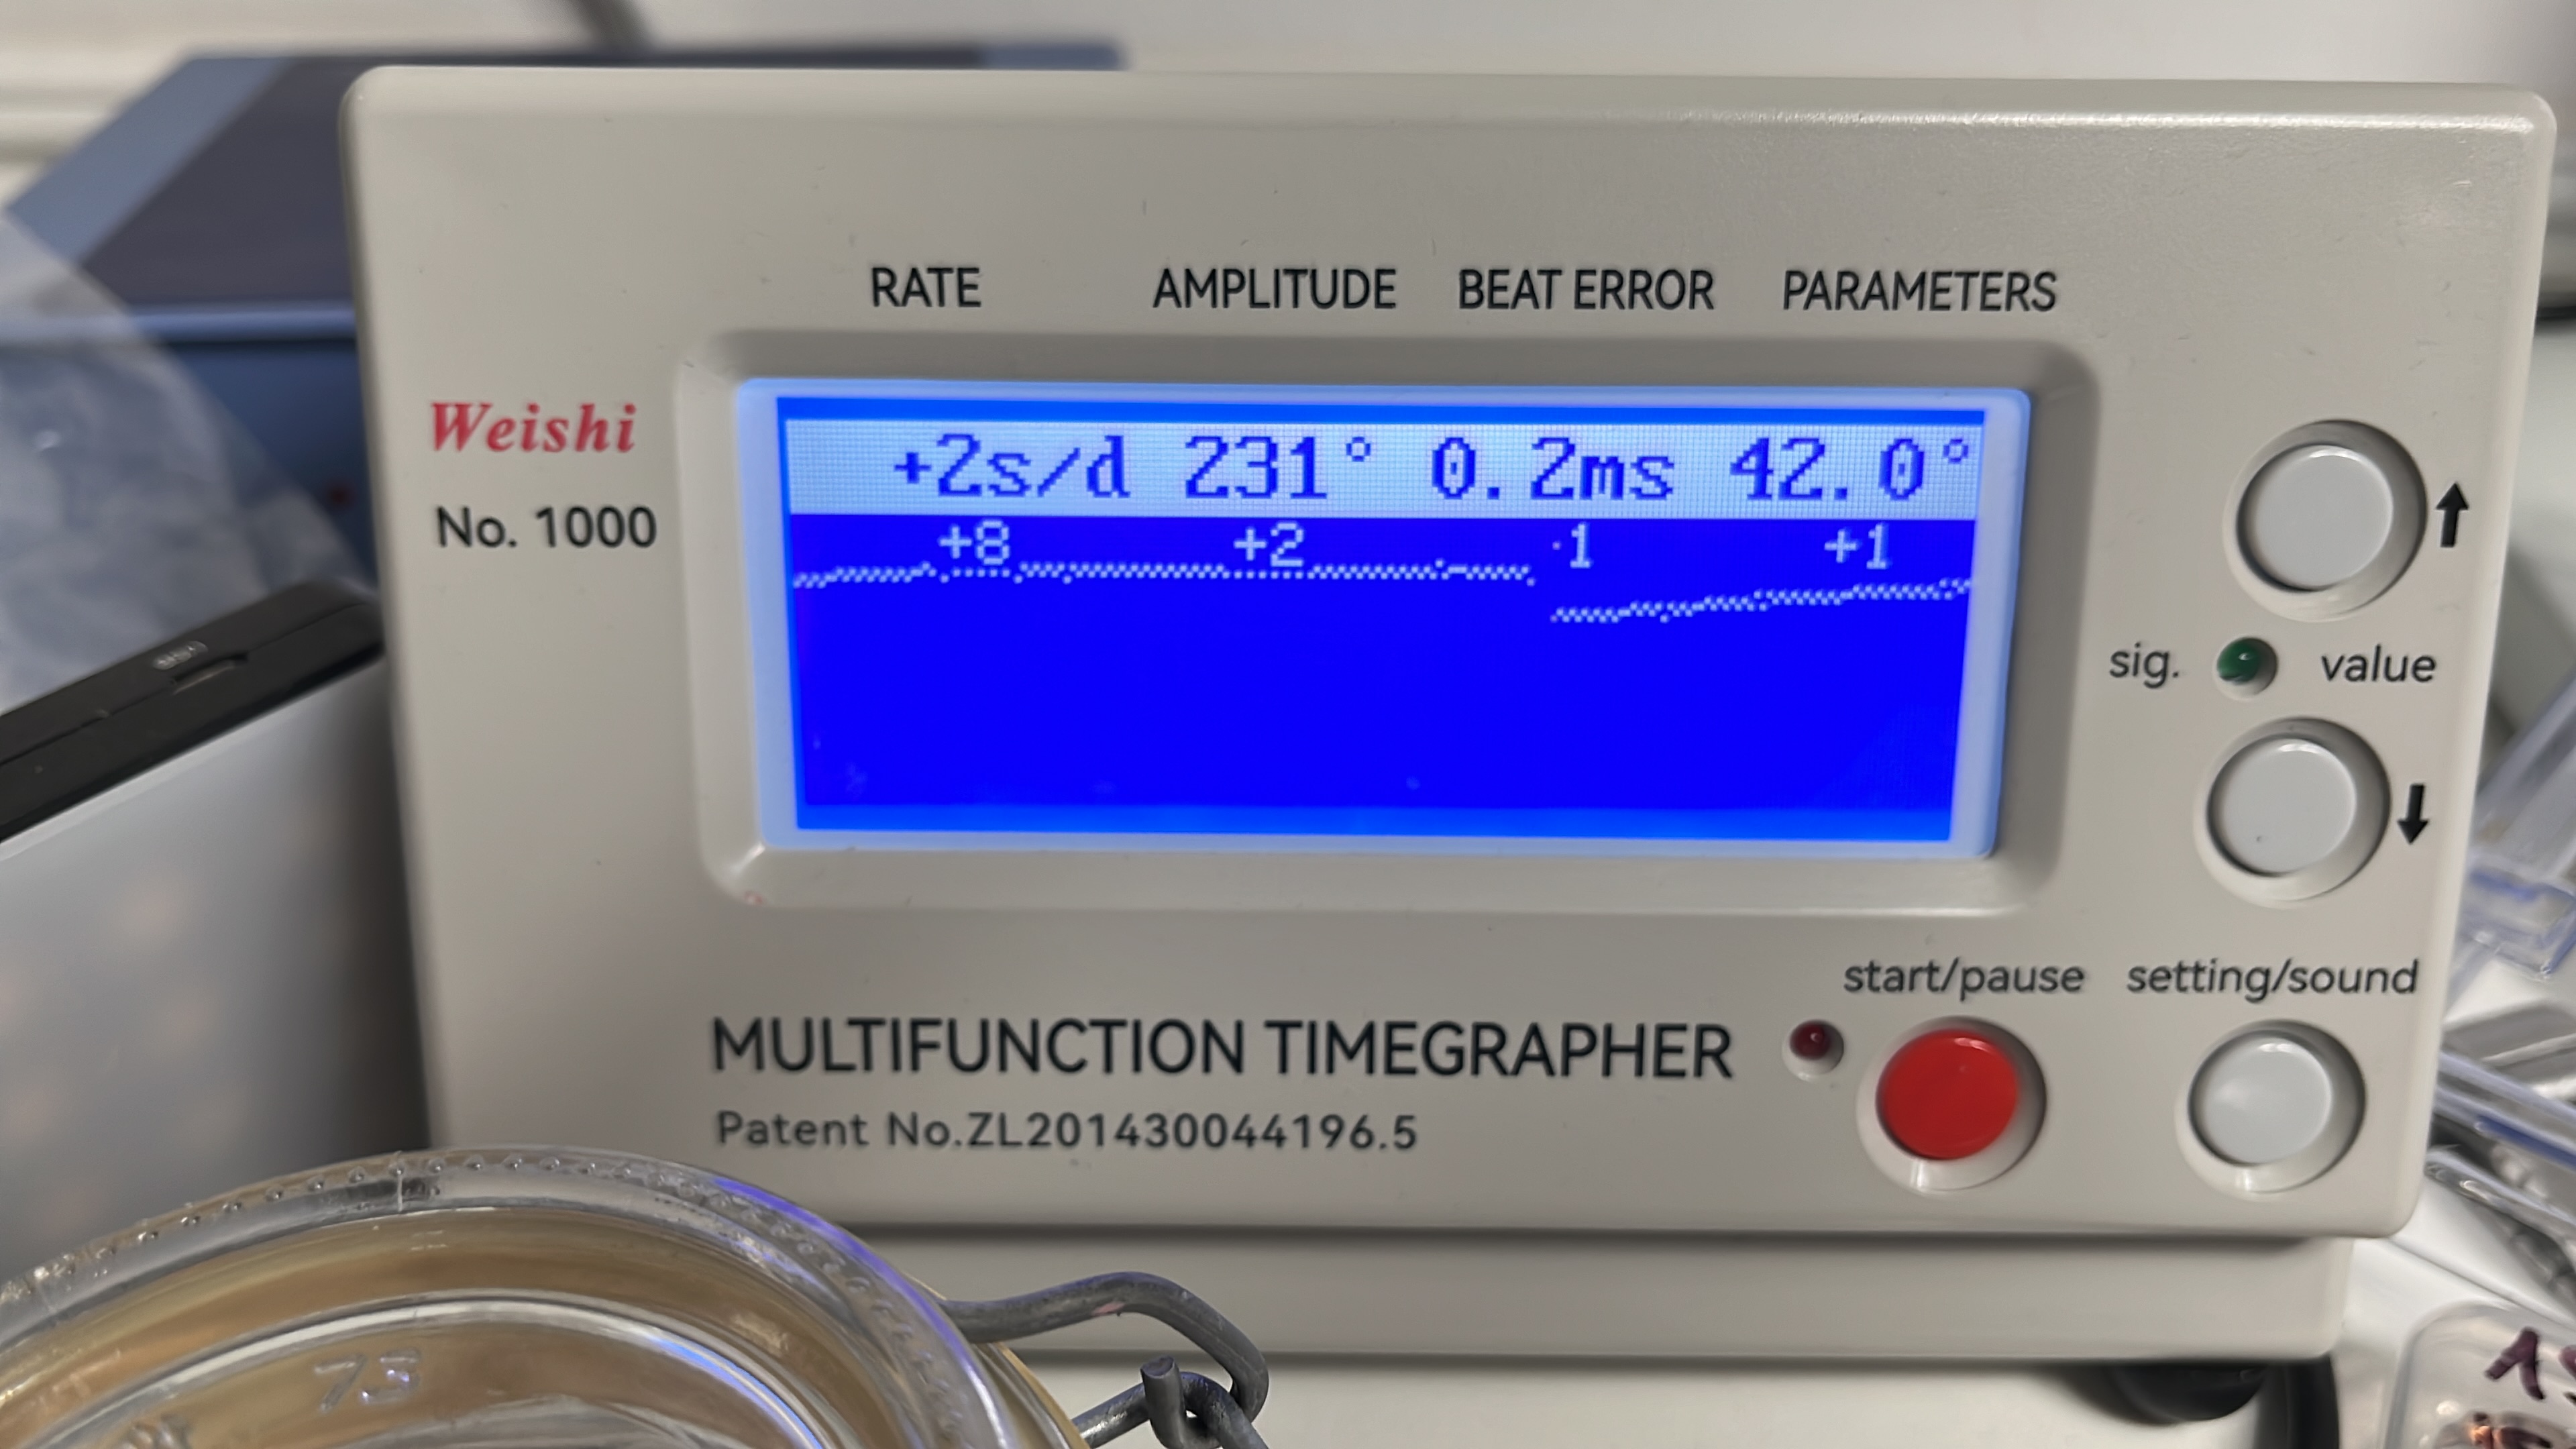 RATE AMPLITUDE BEAT ERROR PARAMETERS
Weishi
No. 1000
+2s/d 231° 0.2ms 42.0°
+8 +2 ·1 +1
sig. value
start/pause setting/sound
MULTIFUNCTION TIMEGRAPHER
Patent No.ZL201430044196.5
73